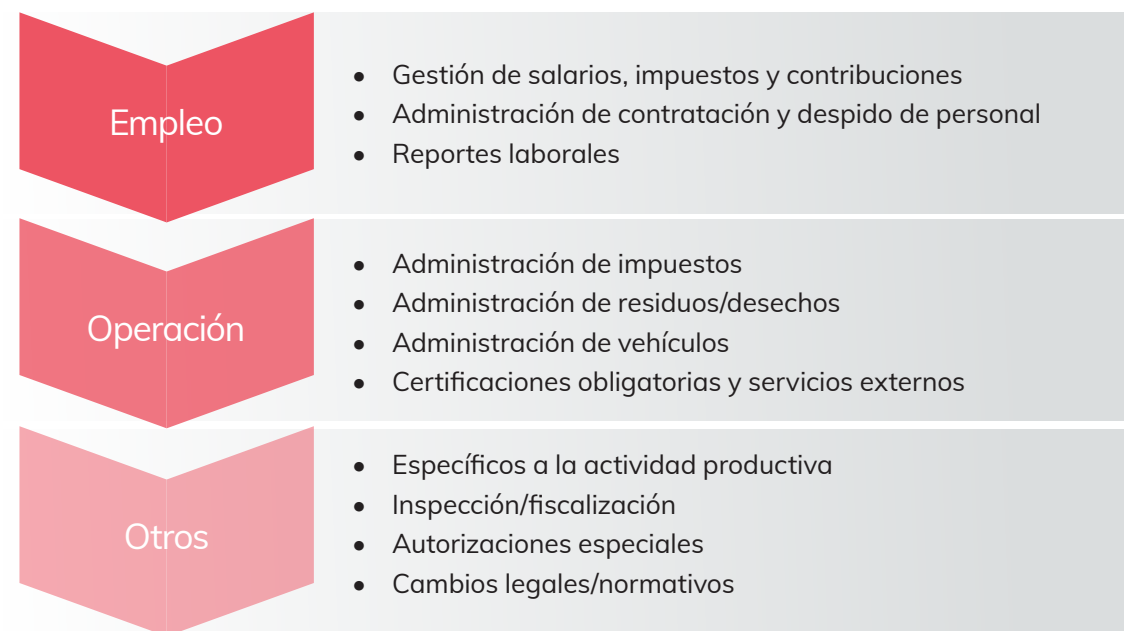 Empleo
• Gestión de salarios, impuestos y contribuciones
• Administración de contratación y despido de personal
• Reportes laborales
Operación
• Administración de impuestos
• Administración de residuos/desechos
• Administración de vehículos
• Certificaciones obligatorias y servicios externos
Otros
• Específicos a la actividad productiva
• Inspección/fiscalización
• Autorizaciones especiales
• Cambios legales/normativos